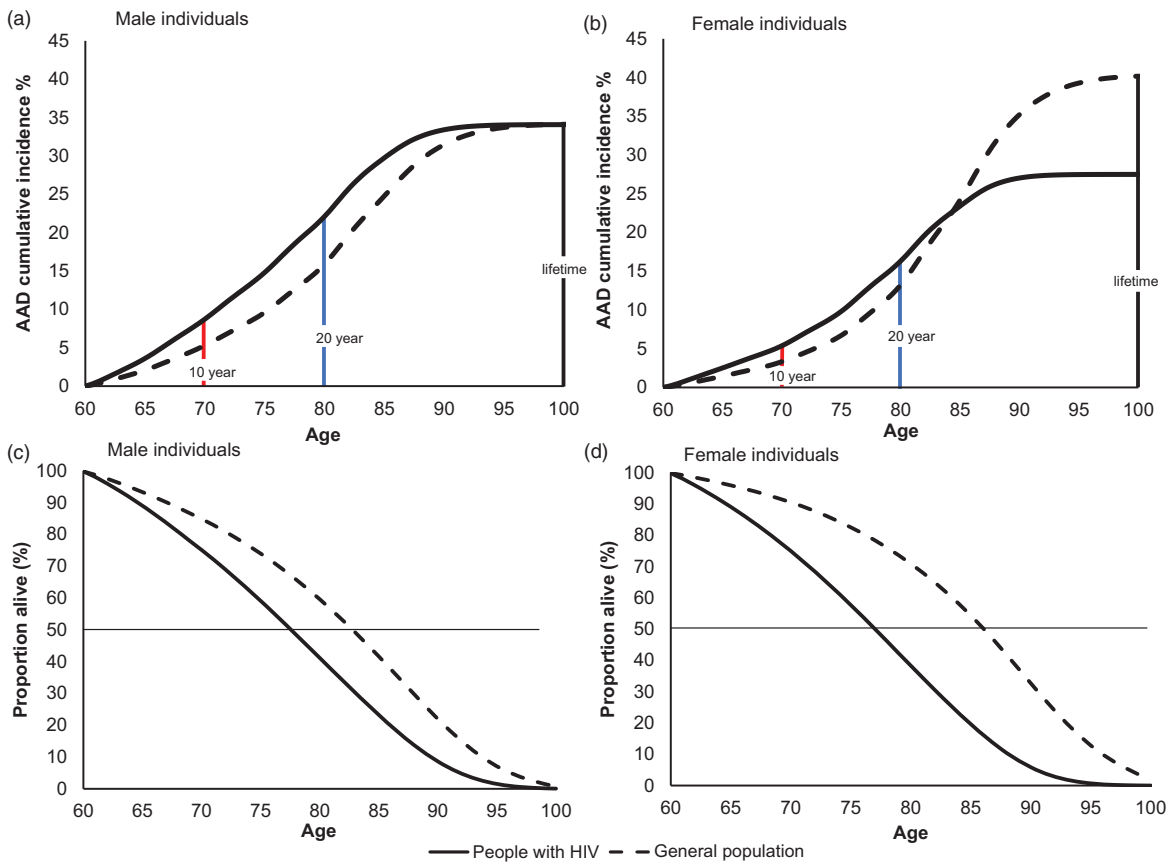 (a)
Male individuals
AAD cumulative incidence %
45
40
35
30
25
20
15
10
5
0
10 year
20 year
lifetime
60 65 70 75 80 85 90 95 100
Age
(b)
Female individuals
AAD cumulative incidence %
45
40
35
30
25
20
15
10
5
0
10 year
20 year
lifetime
60 65 70 75 80 85 90 95 100
Age
(c)
Male individuals
Proportion alive (%)
100
90
80
70
60
50
40
30
20
10
0
60 65 70 75 80 85 90 95 100
Age
(d)
Female individuals
Proportion alive (%)
100
90
80
70
60
50
40
30
20
10
0
60 65 70 75 80 85 90 95 100
Age
People with HIV General population